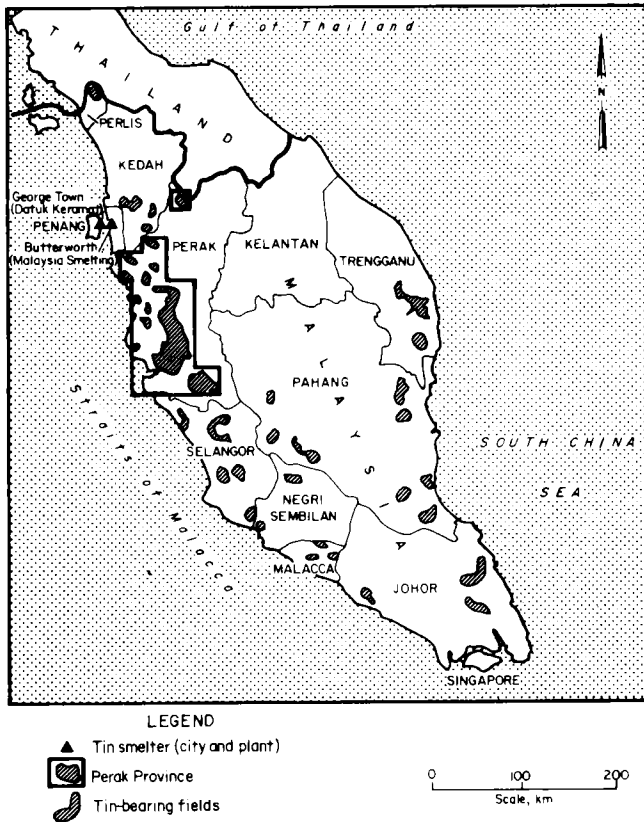 Gulf of Thailand
THAILAND
N
PERLIS
KEDAH
George Town
(Datuk Keramat)
PENANG
Butterworth
(Malaysia Smelting)
PERAK
KELANTAN
TRENGGANU
MALAYSIA
PAHANG
Straits of Malacca
SELANGOR
SOUTH CHINA
SEA
NEGRI
SEMBILAN
MALACCA
JOHOR
SINGAPORE
LEGEND
Tin smelter (city and plant)
Perak Province
Tin-bearing fields
0 100 200
Scale, km